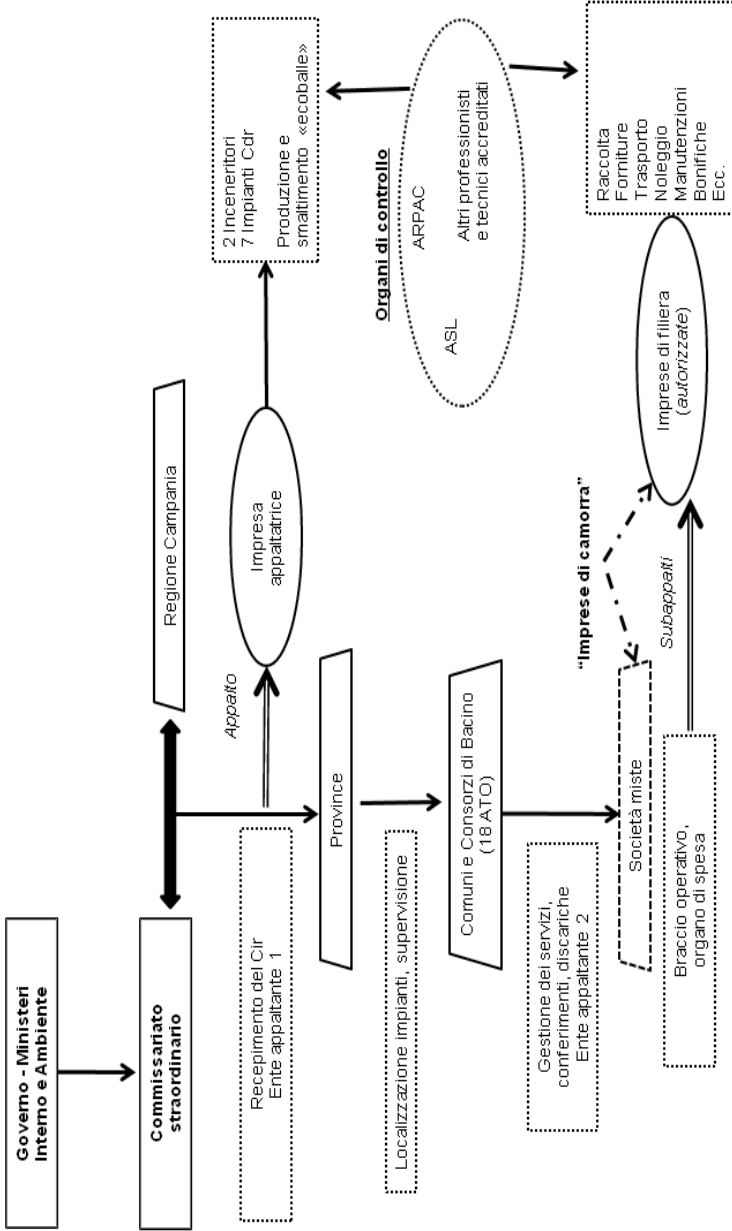 Governo - Ministeri
Interno e Ambiente
Commissariato
straordinario
Regione Campania
Recepimento del Cir
Ente appaltante 1
Appalto
Impresa
appaltatrice
2 Inceneritori
7 Impianti Cdr
Produzione e
smaltimento «ecoballe»
Province
Localizzazione impianti, supervisione
Organi di controllo
ARPAC
ASL
Altri professionisti
e tecnici accreditati
Comuni e Consorzi di Bacino
(18 ATO)
Gestione dei servizi,
conferimenti, discariche
Ente appaltante 2
"Imprese di camorra"
Società miste
Braccio operativo,
organo di spesa
Subappalti
Imprese di filiera
(autorizzate)
Raccolta
Forniture
Trasporto
Noleggio
Manutenzioni
Bonifiche
Ecc.